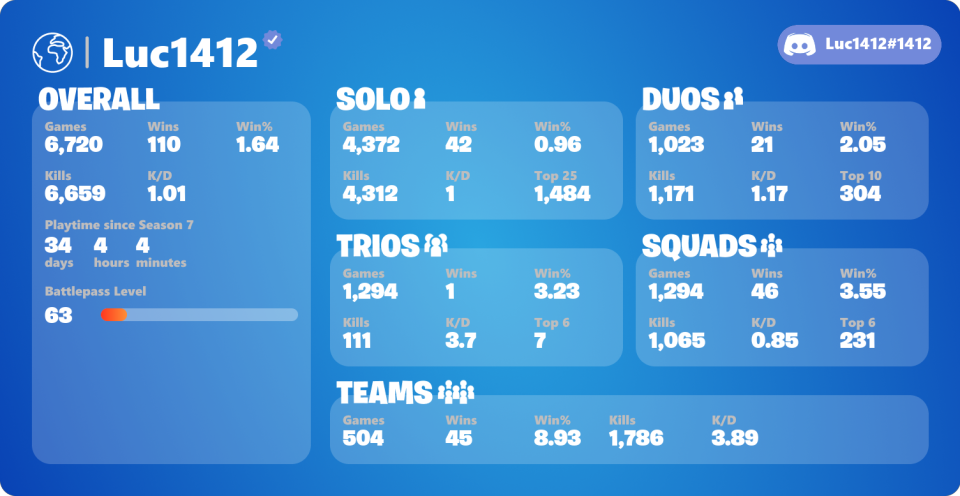 Luc1412
Luc1412#1412
OVERALL
Games Wins Win%
6,720 110 1.64
Kills K/D
6,659 1.01
Playtime since Season 7
34 4 4
days hours minutes
Battlepass Level
63
SOLO
Games Wins Win%
4,372 42 0.96
Kills K/D Top 25
4,312 1 1,484
DUOS
Games Wins Win%
1,023 21 2.05
Kills K/D Top 10
1,171 1.17 304
TRIOS
Games Wins Win%
1,294 1 3.23
Kills K/D Top 6
111 3.7 7
SQUADS
Games Wins Win%
1,294 46 3.55
Kills K/D Top 6
1,065 0.85 231
TEAMS
Games Wins Win% Kills K/D
504 45 8.93 1,786 3.89